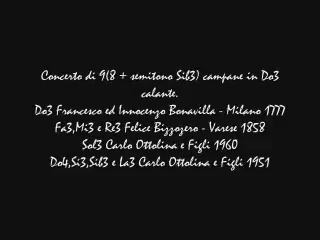 Concerto di 9(8 + semitono Sib3) campane in Do3
calante.
Do3 Francesco ed Innocenzo Bonavilla - Milano 1777
Fa3,Mi3 e Re3 Felice Bizzozero - Varese 1858
Sol3 Carlo Ottolina e Figli 1960
Do4,Si3,Sib3 e La3 Carlo Ottolina e Figli 1951